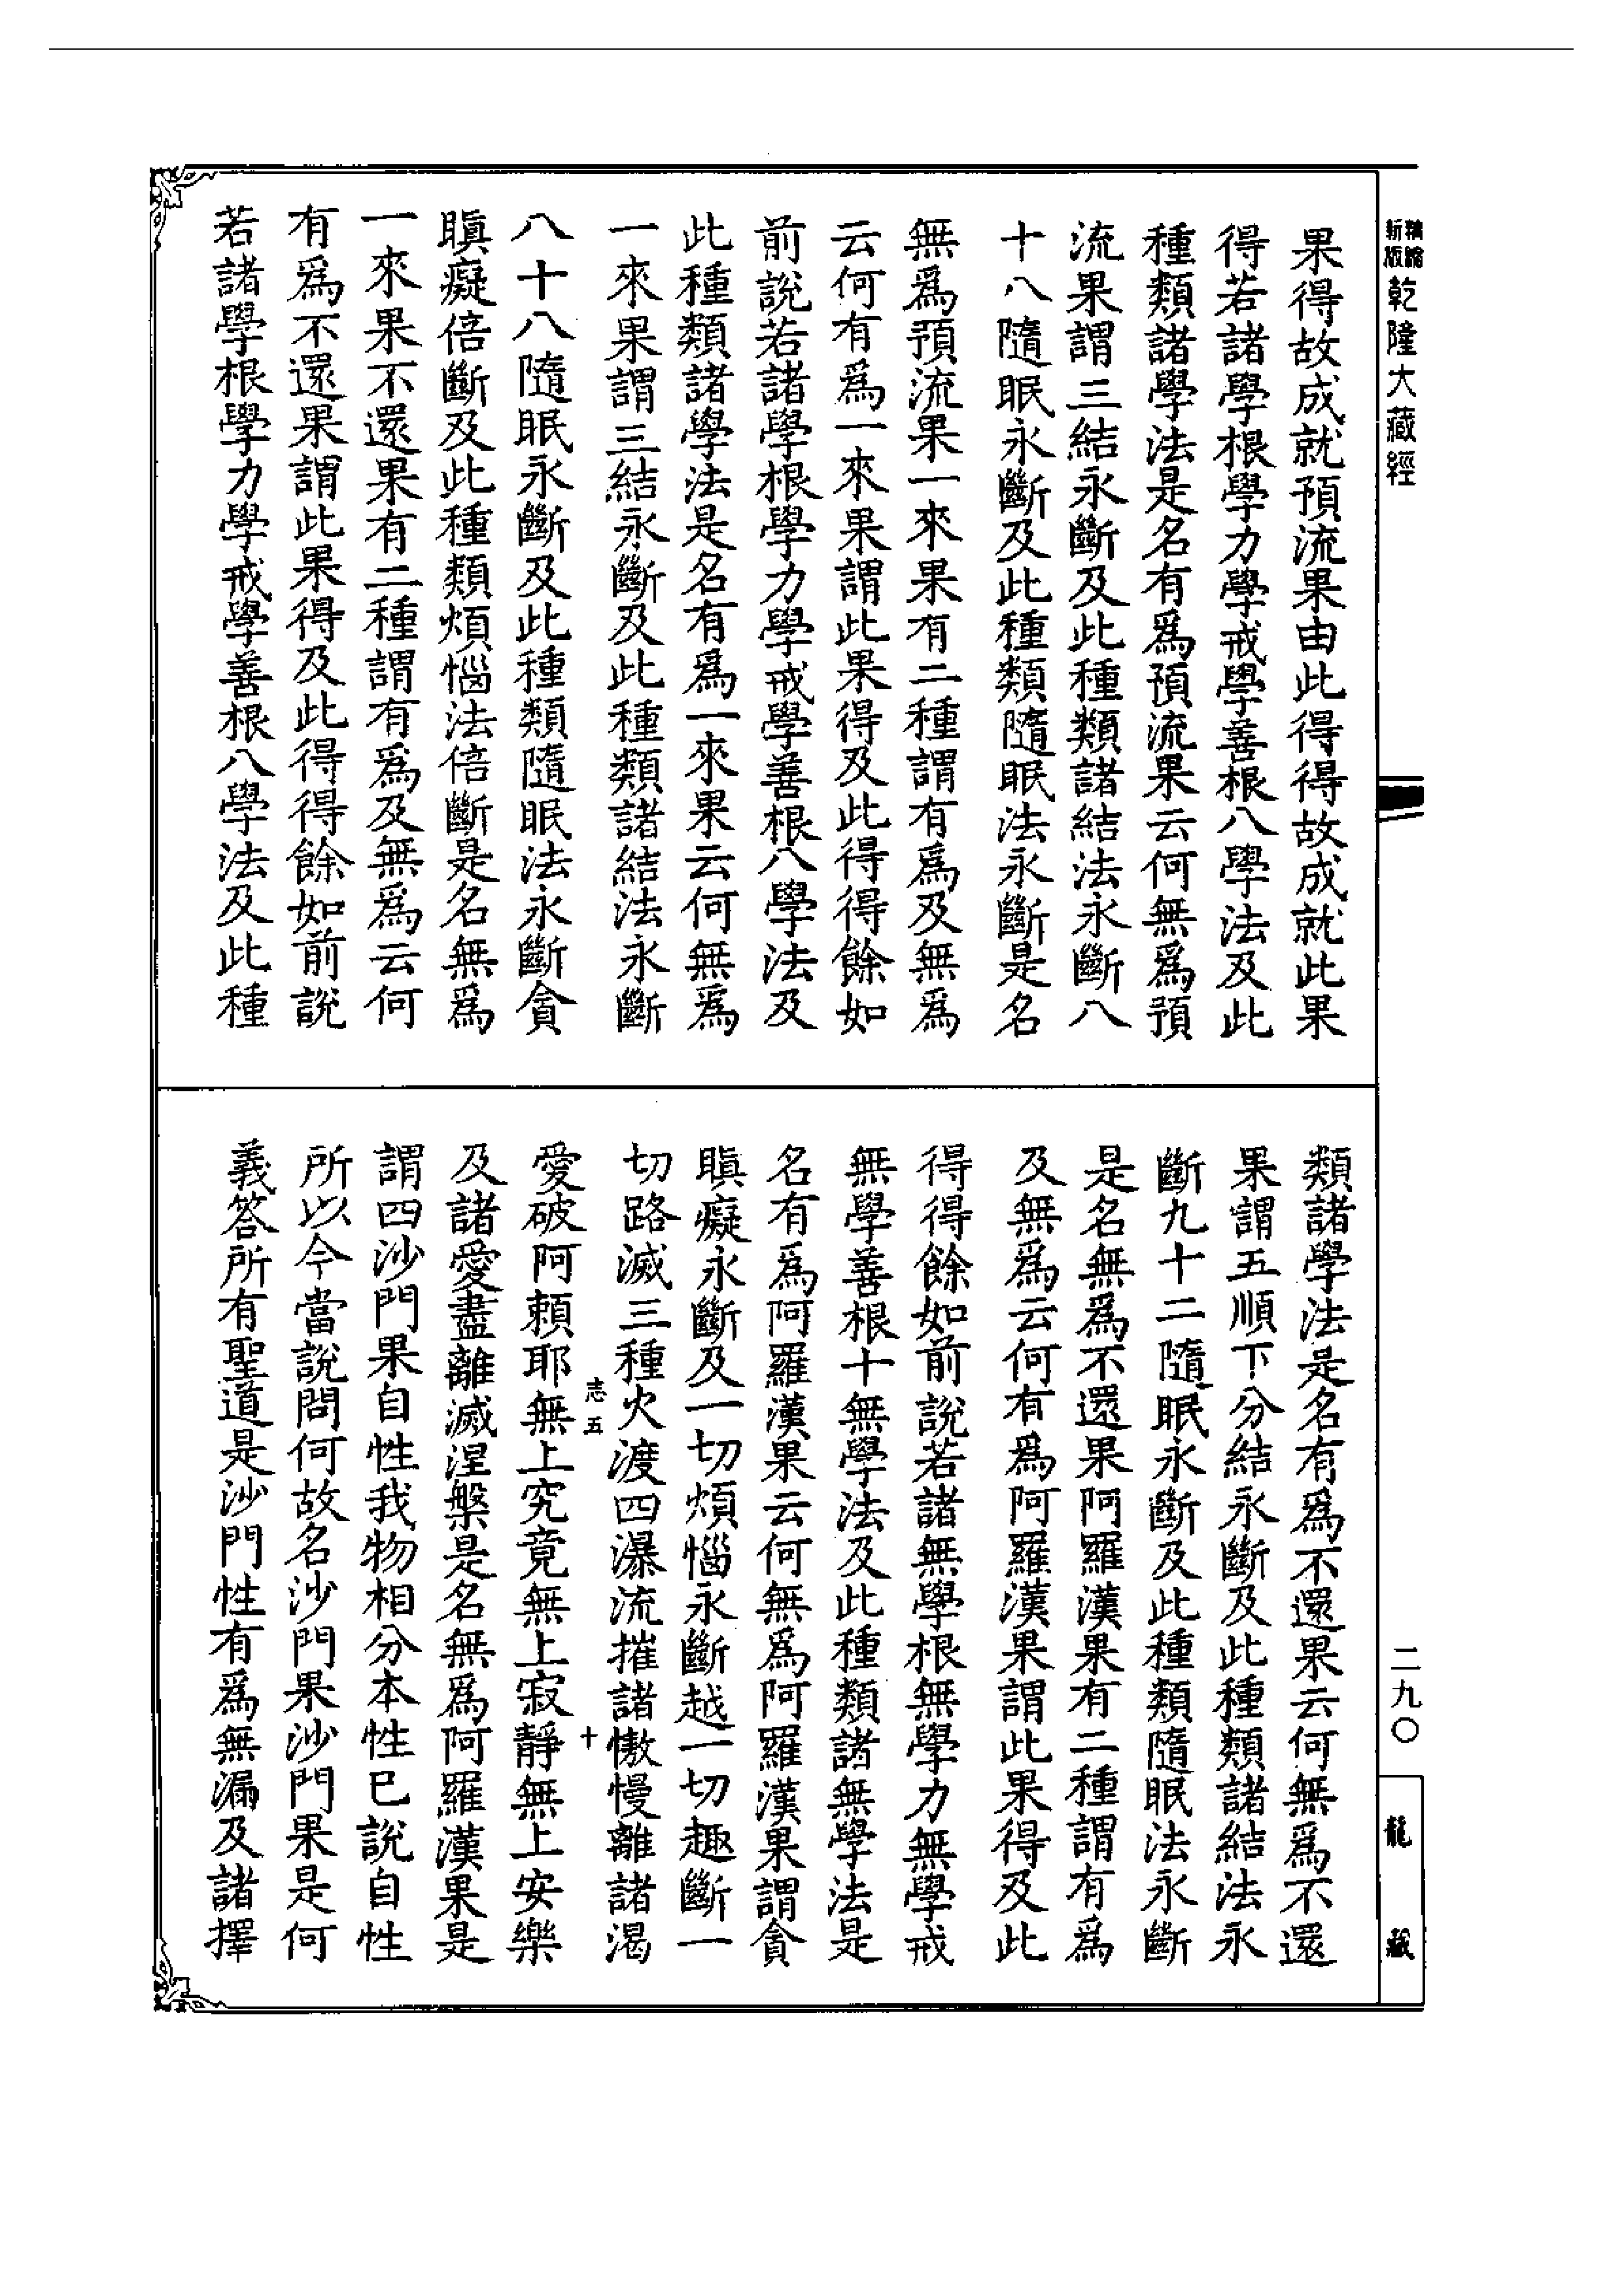 精縮新版乾隆大藏經
果得故成就預流果由此得得故成就此果
得若諸學根學力學戒學善根八學法及此
種類諸學法是名有爲預流果云何無爲預
流果謂三結永斷及此種類諸結法永斷八
十八隨眠永斷及此種類隨眠法永斷是名
無爲預流果一來果有二種謂有爲及無爲
云何有爲一來果謂此果得及此得得餘如
前說若諸學根學力學戒學善根八學法及
此種類諸學法是名有爲一來果云何無爲
一來果謂三結永斷及此種類諸結法永斷
八十八隨眠永斷及此種類隨眠法永斷貪
瞋癡倍斷及此種類煩惱法倍斷是名無爲
一來果不還果有二種謂有爲及無爲云何
有爲不還果謂此果得及此得得餘如前說
若諸學根學力學戒學善根八學法及此種
類諸學法是名有爲不還果云何無爲不還
果謂五順下分結永斷及此種類諸結法永
斷九十二隨眠永斷及此種類隨眠法永斷
是名無爲不還果阿羅漢果有二種謂有爲
及無爲云何有爲阿羅漢果謂此果得及此
得得餘如前說若諸無學根無學力無學戒
無學善根十無學法及此種類諸無學法是
名有爲阿羅漢果云何無爲阿羅漢果謂貪
瞋癡永斷及一切煩惱永斷越一切趣斷一
切路滅三種火渡四瀑流摧諸憿慢離諸渴
志五 十
愛破阿賴耶無上究竟無上寂靜無上安樂
及諸愛盡離滅涅槃是名無爲阿羅漢果是
謂四沙門果自性我物相分本性已說自性
所以今當說問何故名沙門果沙門果是何
義答所有聖道是沙門性有爲無漏及諸擇
二九〇
龍藏